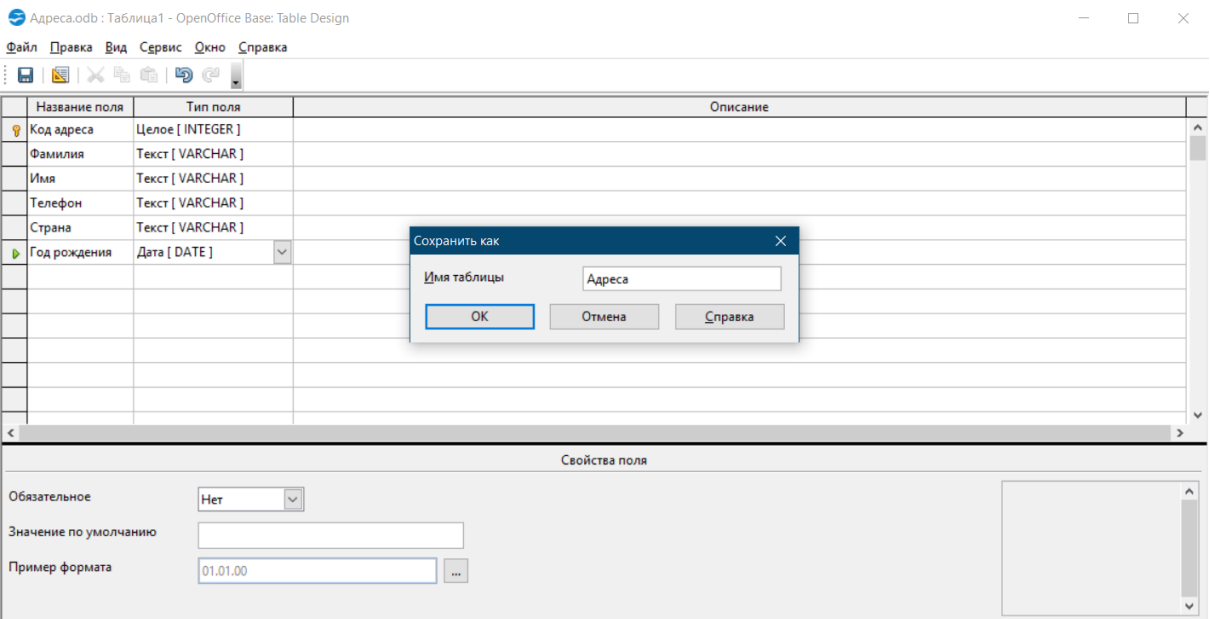 Адреса.odb : Таблица1 - OpenOffice Base: Table Design
Файл Правка Вид Сервис Окно Справка
Название поля Тип поля Описание
Код адреса Целое [ INTEGER ]
Фамилия Текст [ VARCHAR ]
Имя Текст [ VARCHAR ]
Телефон Текст [ VARCHAR ]
Страна Текст [ VARCHAR ]
Год рождения Дата [ DATE ]
Сохранить как
Имя таблицы Адреса
ОК Отмена Справка
Свойства поля
Обязательное Нет
Значение по умолчанию
Пример формата 01.01.00 ...